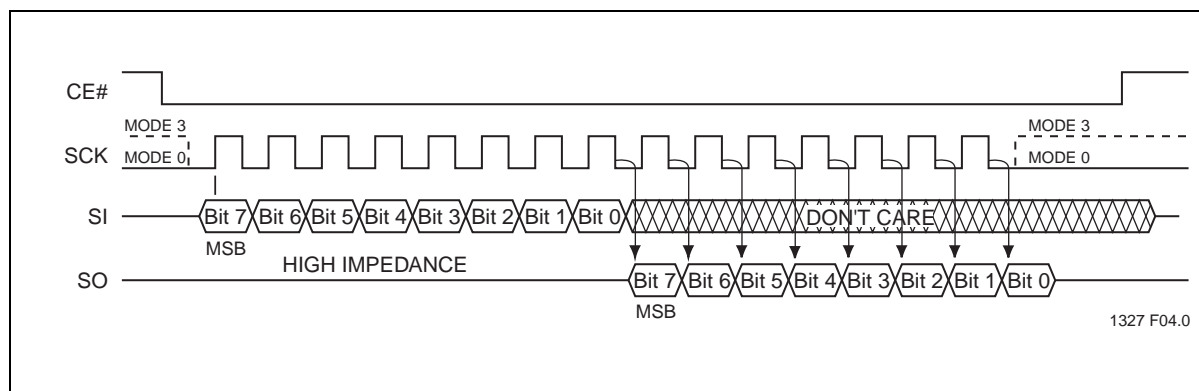 CE#
MODE 3 MODE 3
SCK MODE 0 MODE 0
SI Bit 7 Bit 6 Bit 5 Bit 4 Bit 3 Bit 2 Bit 1 Bit 0 DON'T CARE
MSB
HIGH IMPEDANCE
SO Bit 7 Bit 6 Bit 5 Bit 4 Bit 3 Bit 2 Bit 1 Bit 0
MSB
1327 F04.0